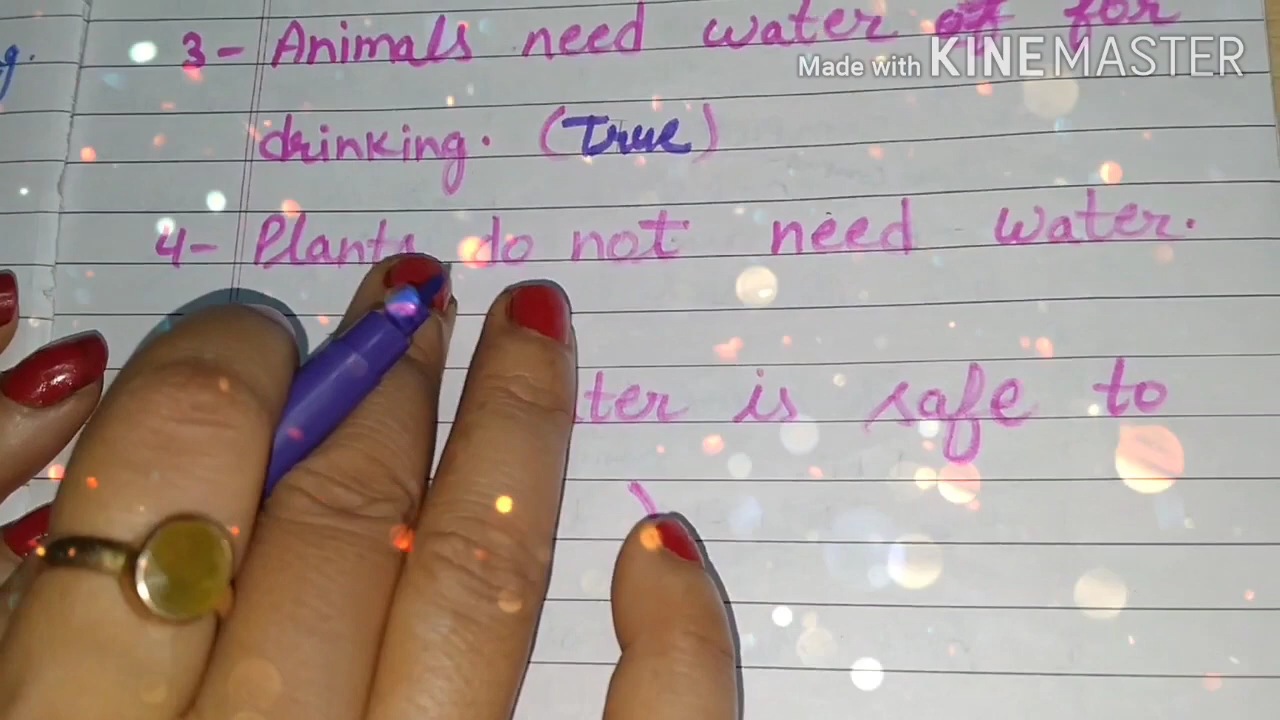 g.
3- Animals need water for
Made with KINEMASTER
drinking. (True)
4- Plants do not need water.
ter is safe to